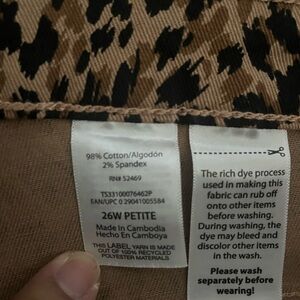 98% Cotton/Algodón
2% Spandex
RN# 52469
TS33100076462P
EAN/UPC 0 29041005584
26W PETITE
Made In Cambodia
Hecho En Camboya
THIS LABEL YARN IS MADE
OUT OF 100% RECYCLED
POLYESTER MATERIALS
The rich dye process
used in making this
fabric can rub off
onto other items
before washing.
During washing, the
dye may bleed and
discolor other items
in the wash.
Please wash
separately before
wearing!